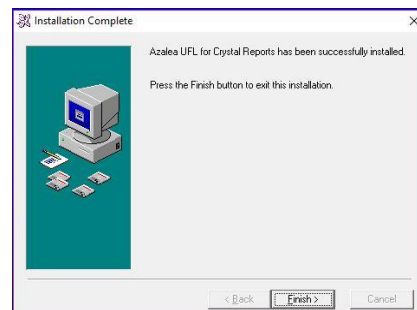 Installation Complete
Azalea UFL for Crystal Reports has been successfully installed.
Press the Finish button to exit this installation.
< Back
Finish >
Cancel